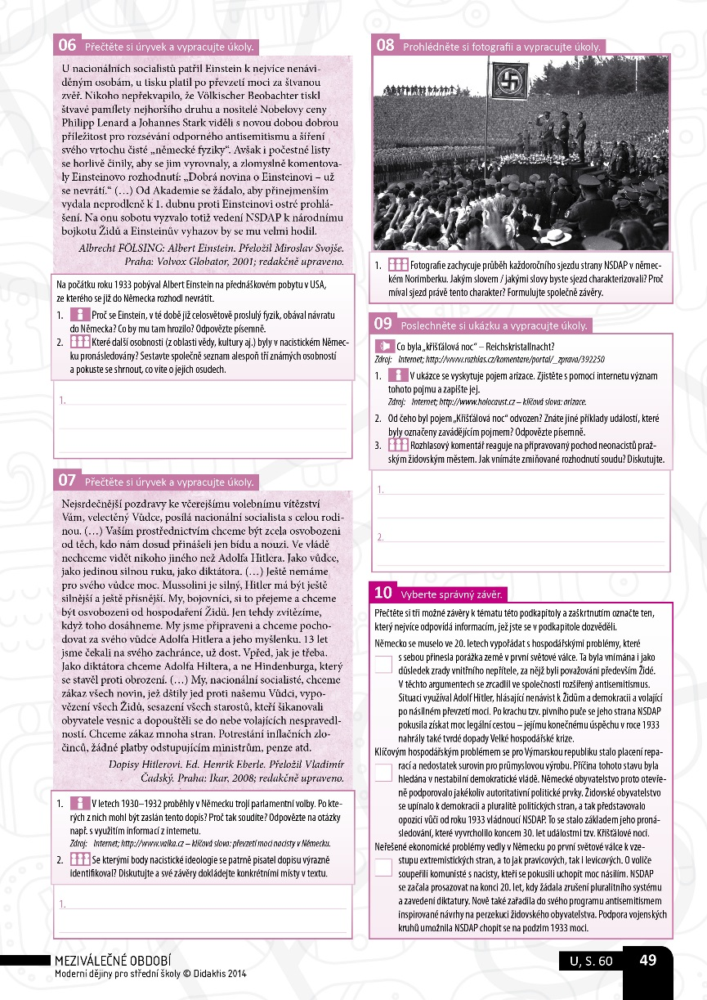 06 Přečtěte si úryvek a vypracujte úkoly.
U nacionálních socialistů patřil Einstein k nejvíce nenávi-
děným osobám, u tisku platil po převzetí moci za štvanou
zvěř. Nikoho nepřekvapilo, že Völkischer Beobachter tiskl
štvavé pamflety nejhoršího druhu a nositelé Nobelovy ceny
Philipp Lenard a Johannes Stark viděli s novou dobou dobrou
příležitost pro rozsévání odporného antisemitismu a šíření
svého vrtochu čisté „německé fyziky“. Avšak i počestné listy
se horlivě činily, aby se jim vyrovnaly, a zlomyslně komentova-
ly Einsteinovo rozhodnutí: „Dobrá novina o Einsteinovi – už
se nevrátí.“ (…) Od Akademie se žádalo, aby přinejmenším
vydala neprodleně k 1. dubnu proti Einsteinovi ostré prohlá-
šení. Na onu sobotu vyzvalo totiž vedení NSDAP k národnímu
bojkotu Židů a Einsteinův vyhazov by se mu velmi hodil.
Albrecht FÖLSING: Albert Einstein. Přeložil Miroslav Svojše.
Praha: Volvox Globator, 2001; redakčně upraveno.
Na počátku roku 1933 pobýval Albert Einstein na přednáškovém pobytu v USA,
ze kterého se již do Německa rozhodl nevrátit.
1. Proč se Einstein, v té době již celosvětově proslulý fyzik, obával návratu
do Německa? Co by mu tam hrozilo? Odpovězte písemně.
2. Které další osobnosti (z oblasti vědy, kultury aj.) byly v nacistickém Němec-
ku pronásledovány? Sestavte společně seznam alespoň tří známých osobností
a pokuste se shrnout, co víte o jejich osudech.
1.
07 Přečtěte si úryvek a vypracujte úkoly.
Nejsrdečnější pozdravy ke včerejšímu volebnímu vítězství
Vám, velectěný Vůdce, posílá nacionální socialista s celou rodi-
nou. (…) Vaším prostřednictvím chceme být zcela osvobozeni
od těch, kdo nám dosud přinášeli jen bídu a nouzi. Ve vládě
nechceme vidět nikoho jiného než Adolfa Hitlera. Jako vůdce,
jako jedinou silnou ruku, jako diktátora. (…) Ještě nemáme
pro svého vůdce moc. Mussolini je silný, Hitler má být ještě
silnější a ještě přísnější. My, bojovníci, si to přejeme a chceme
být osvobozeni od hospodaření Židů. Jen tehdy zvítězíme,
když toho dosáhneme. My jsme připraveni a chceme pocho-
dovat za svého vůdce Adolfa Hitlera a jeho myšlenku. 13 let
jsme čekali na svého zachránce, už dost. Vpřed, jak je třeba.
Jako diktátora chceme Adolfa Hiltera, a ne Hindenburga, který
se stavěl proti obrození. (…) My, nacionální socialisté, chceme
zákaz všech novin, jež dštily jed proti našemu Vůdci, vypo-
vězení všech Židů, sesazení všech starostů, kteří šikanovali
obyvatele vesnic a dopouštěli se do nebe volajících nespravedl-
ností. Chceme zákaz mnoha stran. Potrestání inflačních zlo-
činců, žádné platby odstupujícím ministrům, penze atd.
Dopisy Hitlerovi. Ed. Henrik Eberle. Přeložil Vladimír
Čadský. Praha: Ikar, 2008; redakčně upraveno.
1. V letech 1930–1932 proběhly v Německu trojí parlamentní volby. Po kte-
rých z nich mohl být zaslán tento dopis? Proč tak soudíte? Odpovězte na otázky
např. s využitím informací z internetu.
Zdroj: Internet; http://www.valka.cz – klíčová slova: převzetí moci nacisty v Německu.
2. Se kterými body nacistické ideologie se patrně pisatel dopisu výrazně
identifikoval? Diskutujte a své závěry dokládejte konkrétními místy v textu.
1.
08 Prohlédněte si fotografii a vypracujte úkoly.
1. Fotografie zachycuje průběh každoročního sjezdu strany NSDAP v němec-
kém Norimberku. Jakým slovem / jakými slovy byste sjezd charakterizovali? Proč
míval sjezd právě tento charakter? Formulujte společně závěry.
09 Poslechněte si ukázku a vypracujte úkoly.
Co byla „křišťálová noc“ – Reichskristallnacht?
Zdroj: Internet; http://www.rozhlas.cz/komentare/portal/_zprava/392250
1. V ukázce se vyskytuje pojem arizace. Zjistěte s pomocí internetu význam
tohoto pojmu a zapište jej.
Zdroj: Internet; http://www.holocaust.cz – klíčová slova: arizace.
2. Od čeho byl pojem „Křišťálová noc“ odvozen? Znáte jiné příklady událostí, které
byly označeny zavádějícím pojmem? Odpovězte písemně.
3. Rozhlasový komentář reaguje na připravovaný pochod neonacistů praž-
ským židovským městem. Jak vnímáte zmiňované rozhodnutí soudu? Diskutujte.
1.
2.
10 Vyberte správný závěr.
Přečtěte si tři možné závěry k tématu této podkapitoly a zaškrtnutím označte ten,
který nejvíce odpovídá informacím, jež jste se v podkapitole dozvěděli.
Německo se muselo ve 20. letech vypořádat s hospodářskými problémy, které
s sebou přinesla porážka země v první světové válce. Ta byla vnímána i jako
důsledek zrady vnitřního nepřítele, za nějž byli považováni především Židé.
V těchto argumentech se zrcadlil ve společnosti rozšířený antisemitismus.
Situaci využíval Adolf Hitler, hlásající nenávist k Židům a demokracii a volající
po násilném převzetí moci. Po krachu tzv. pivního puče se jeho strana NSDAP
pokusila získat moc legální cestou – jejímu konečnému úspěchu v roce 1933
nahrály také tvrdé dopady Velké hospodářské krize.
Klíčovým hospodářským problémem se pro Výmarskou republiku stalo placení repa-
rací a nedostatek surovin pro průmyslovou výrobu. Příčina tohoto stavu byla
hledána v nestabilní demokratické vládě. Německé obyvatelstvo proto otevře-
ně podporovalo jakékoliv autoritativní politické prvky. Židovské obyvatelstvo
se upínalo k demokracii a pluralitě politických stran, a tak představovalo
opozici vůči od roku 1933 vládnoucí NSDAP. To se stalo základem jeho proná-
sledování, které vyvrcholilo koncem 30. let událostmi tzv. Křišťálové noci.
Neřešené ekonomické problémy vedly v Německu po první světové válce k vze-
stupu extremistických stran, a to jak pravicových, tak i levicových. O voliče
soupeřili komunisté s nacisty, kteří se pokusili uchopit moc násilím. NSDAP
se začala prosazovat na konci 20. let, kdy žádala zrušení pluralitního systému
a zavedení diktatury. Nově také zařadila do svého programu antisemitismem
inspirované návrhy na perzekuci židovského obyvatelstva. Podpora vojenských
kruhů umožnila NSDAP chopit se na podzim 1933 moci.
MEZIVÁLEČNÉ OBDOBÍ
Moderní dějiny pro střední školy © Didaktis 2014
U, S. 60
49